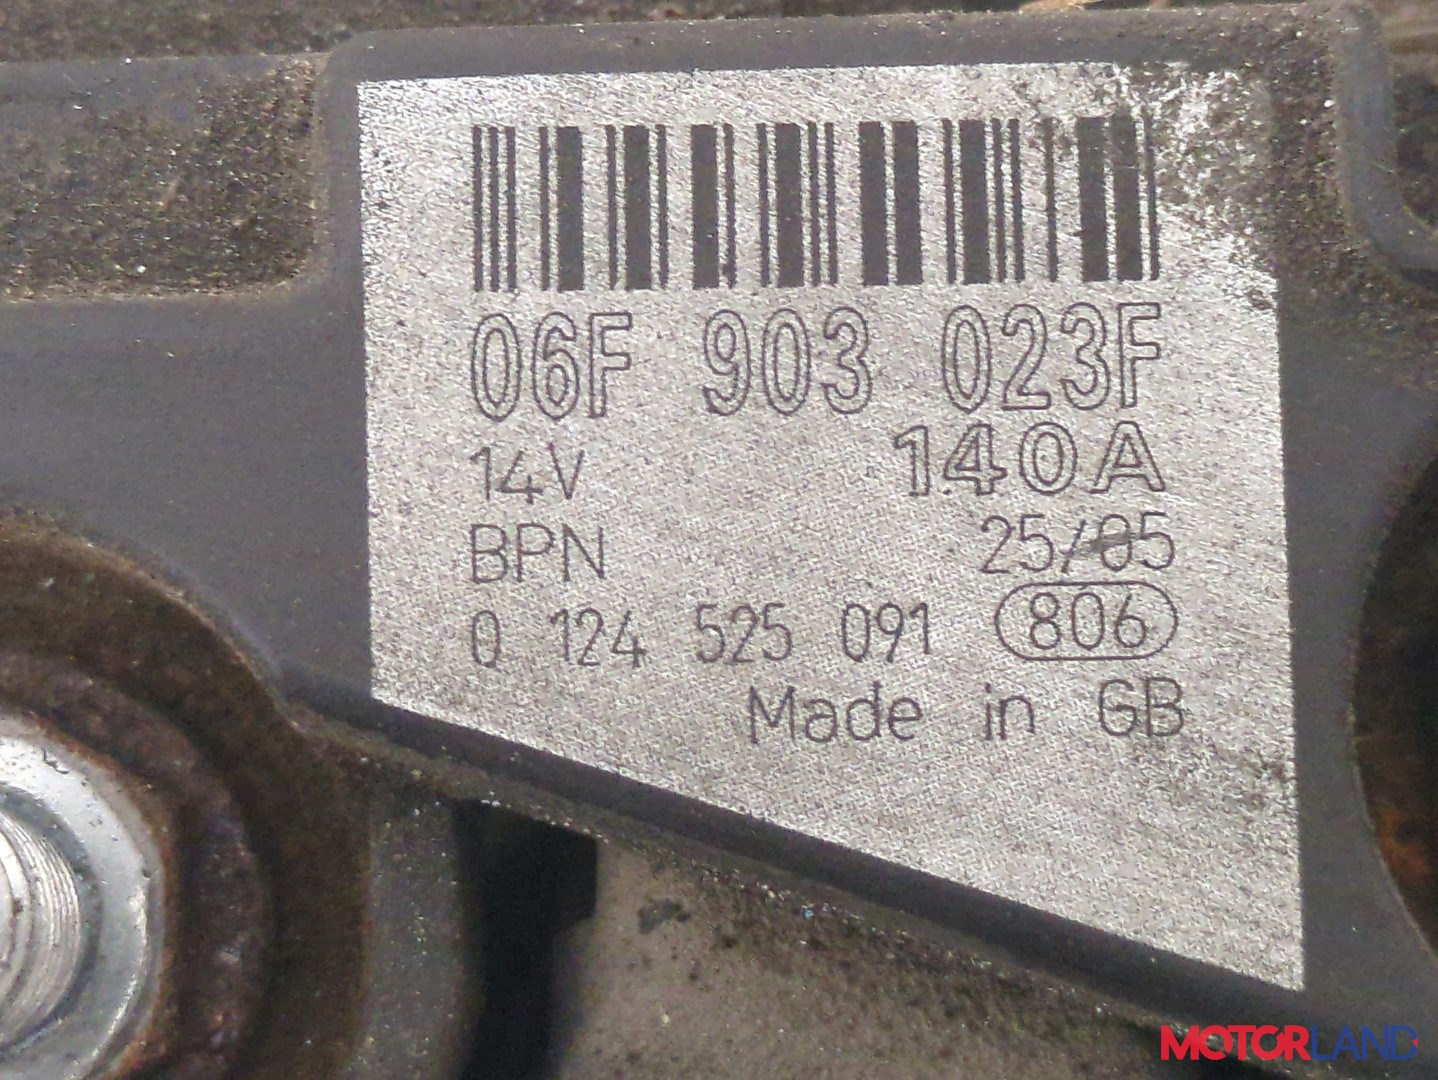 06F 903 023F
14V 140A
BPN 25/05
0 124 525 091 806
Made in GB
MOTORLAND